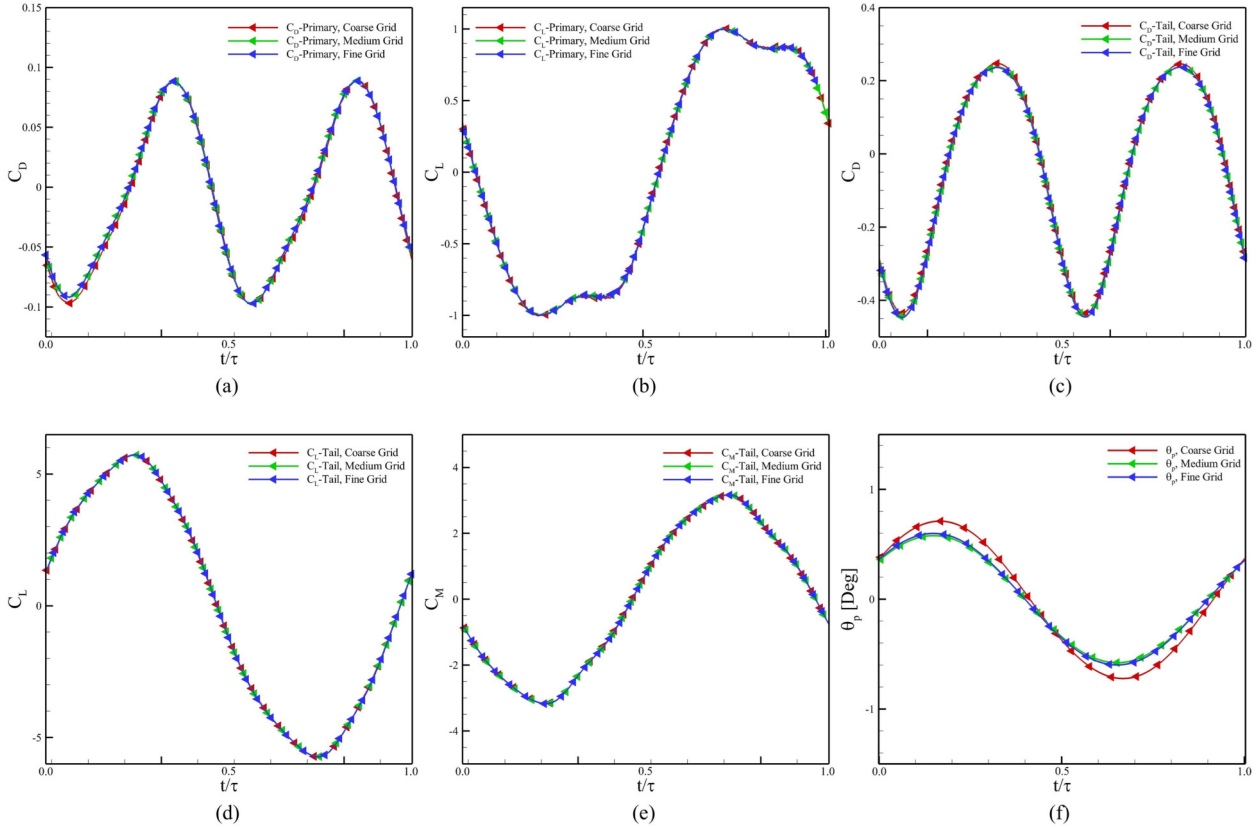 0.15
0.1
0.05
0
-0.05
-0.1
C_D
C_D-Primary, Coarse Grid
C_D-Primary, Medium Grid
C_D-Primary, Fine Grid
0.0
0.5
1.0
t/τ
(a)
1
0.5
0
-0.5
-1
C_L
C_L-Primary, Coarse Grid
C_L-Primary, Medium Grid
C_L-Primary, Fine Grid
0.0
0.5
1.0
t/τ
(b)
0.4
0.2
0
-0.2
-0.4
C_D
C_D-Tail, Coarse Grid
C_D-Tail, Medium Grid
C_D-Tail, Fine Grid
0.0
0.5
1.0
t/τ
(c)
5
0
-5
C_L
C_L-Tail, Coarse Grid
C_L-Tail, Medium Grid
C_L-Tail, Fine Grid
0.0
0.5
1.0
t/τ
(d)
4
2
0
-2
-4
C_M
C_M-Tail, Coarse Grid
C_M-Tail, Medium Grid
C_M-Tail, Fine Grid
0.0
0.5
1.0
t/τ
(e)
1
0
-1
θ_p [Deg]
θ_p, Coarse Grid
θ_p, Medium Grid
θ_p, Fine Grid
0.0
0.5
1.0
t/τ
(f)